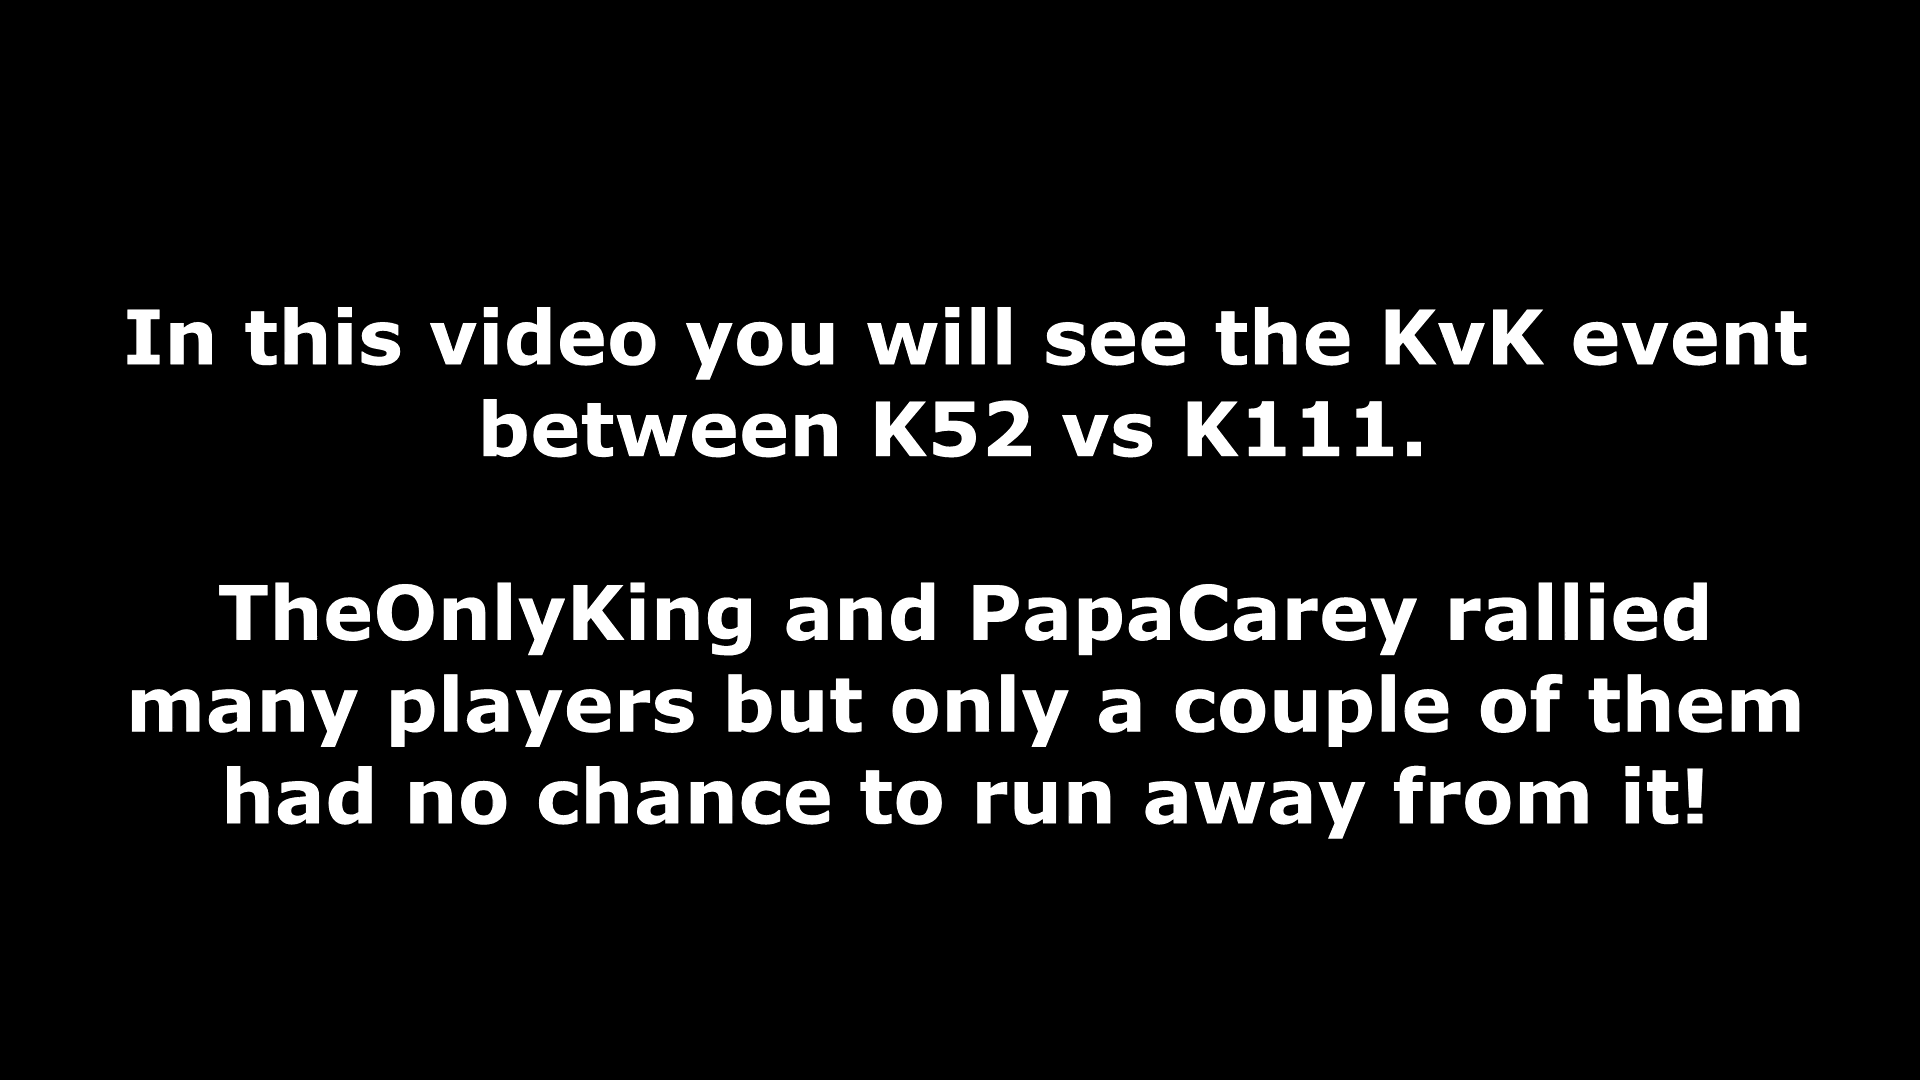 In this video you will see the KvK event
between K52 vs K111.
TheOnlyKing and PapaCarey rallied
many players but only a couple of them
had no chance to run away from it!